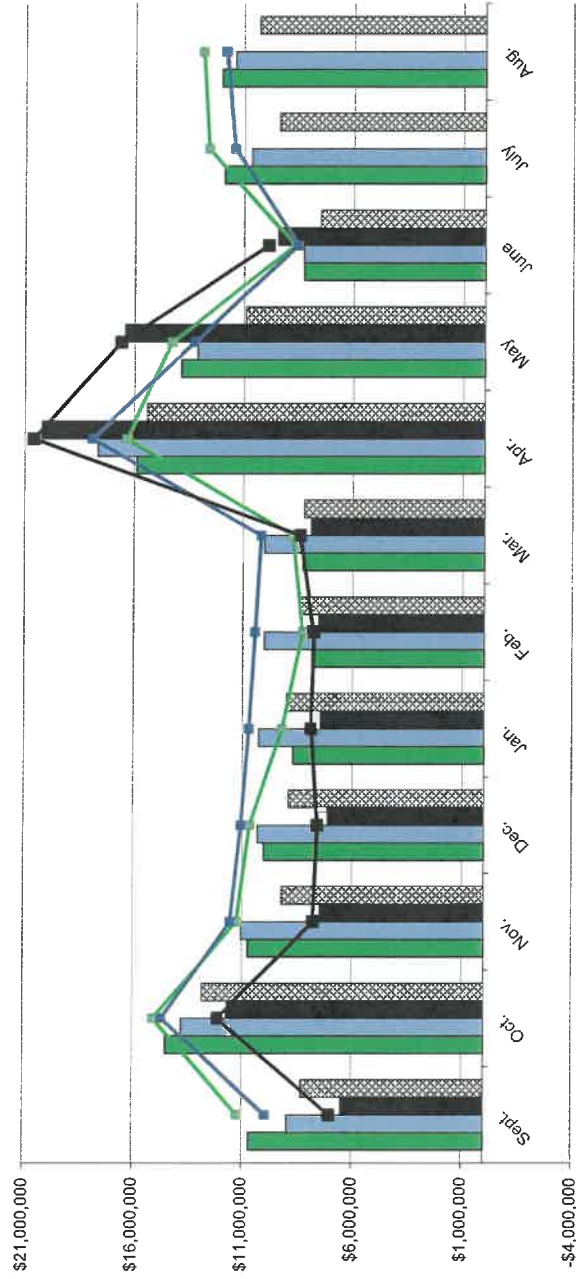 $21,000,000
$16,000,000
$11,000,000
$6,000,000
$1,000,000
-$4,000,000
Sept.
Oct.
Nov.
Dec.
Jan.
Feb.
Mar.
Apr.
May
June
July
Aug.